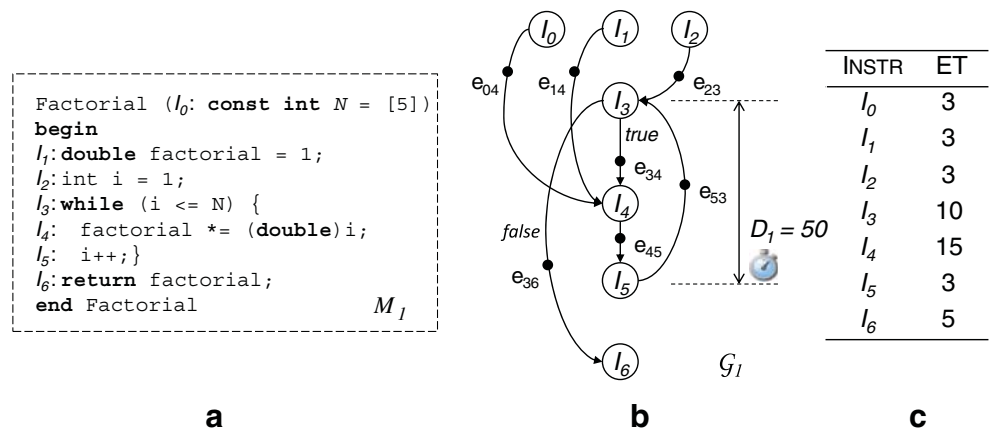 Factorial (I0: const int N = [5])
begin
I1: double factorial = 1;
I2: int i = 1;
I3: while (i <= N) {
I4: factorial *= (double)i;
I5: i++;}
I6: return factorial;
end Factorial
M1
a
I0
I1
I2
e04
e14
e23
I3
true
e34
e53
I4
false
e45
D1 = 50
e36
I5
I6
G1
b
INSTR ET
I0 3
I1 3
I2 3
I3 10
I4 15
I5 3
I6 5
c